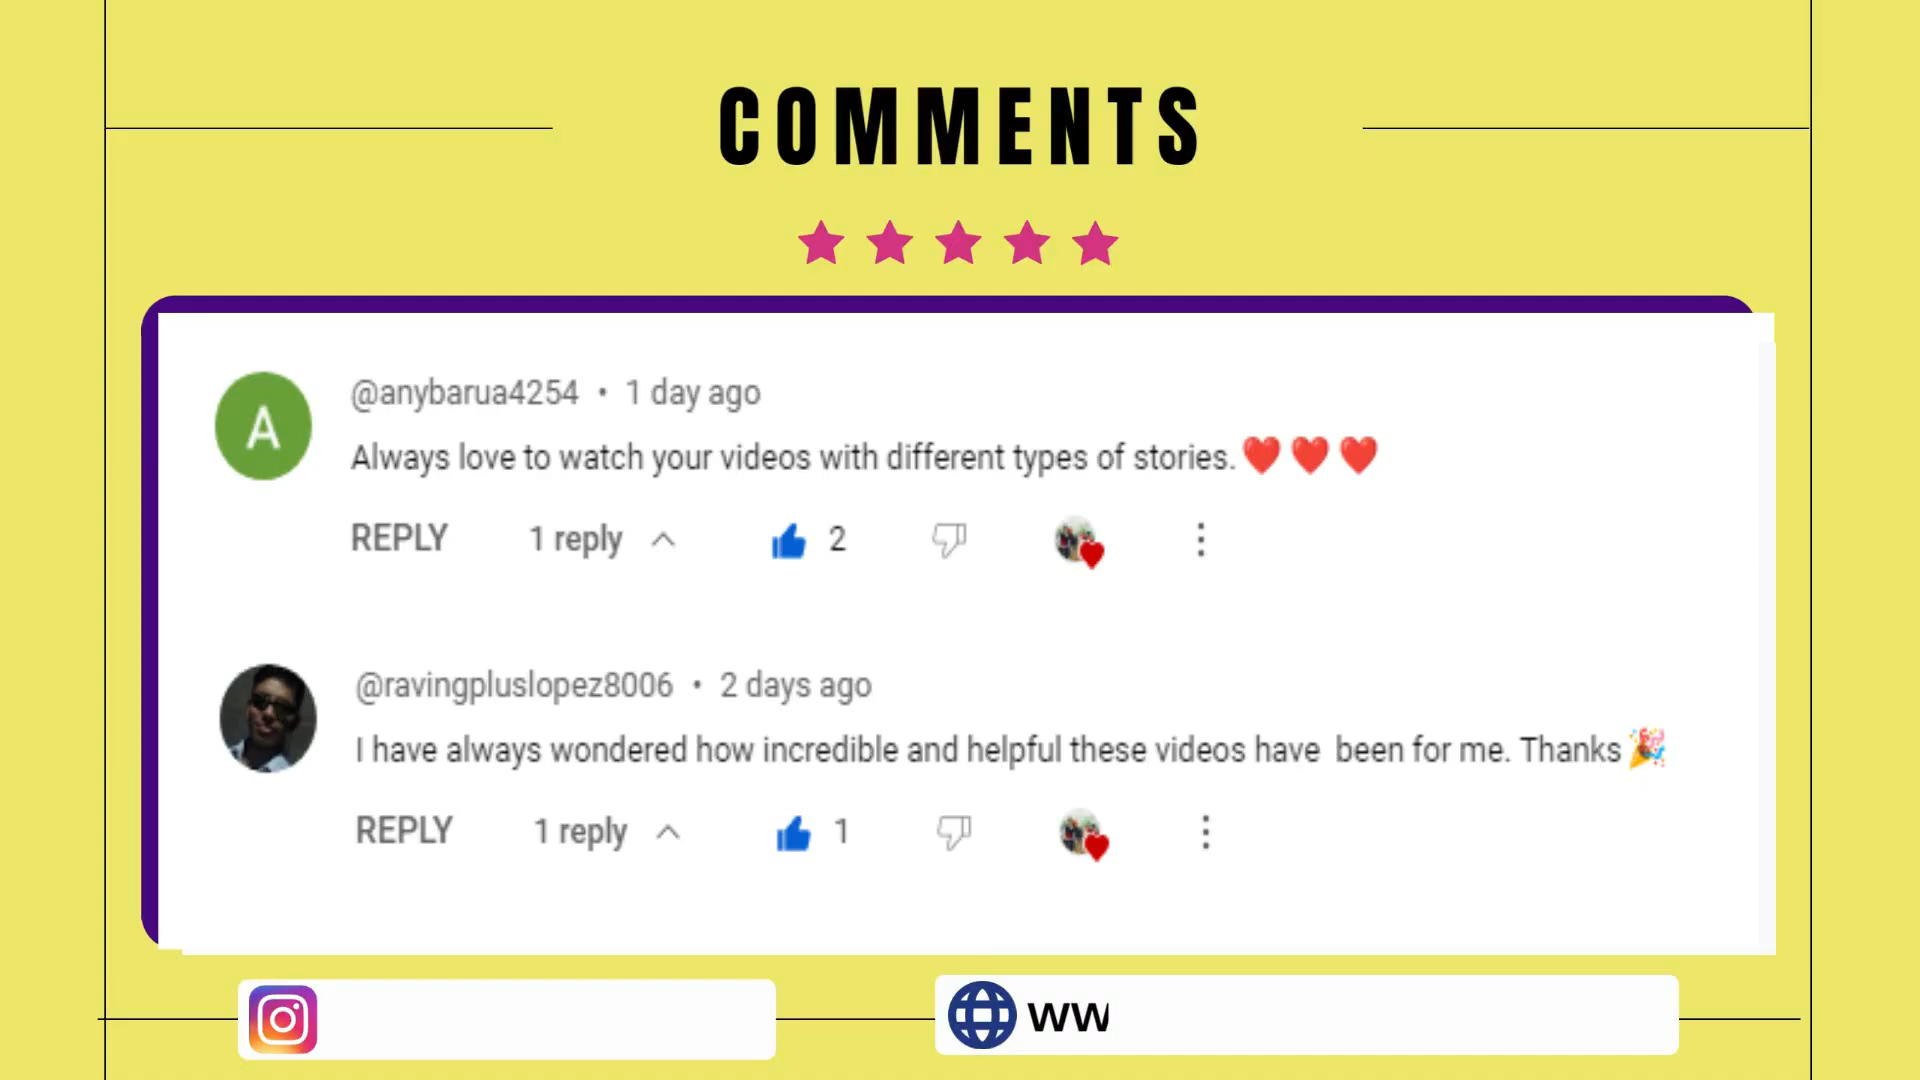 COMMENTS
A
@anybarua4254 • 1 day ago
Always love to watch your videos with different types of stories.❤️❤️❤️
REPLY 1 reply 2
@ravingpluslopez8006 • 2 days ago
I have always wondered how incredible and helpful these videos have been for me. Thanks🎉
REPLY 1 reply 1
WW